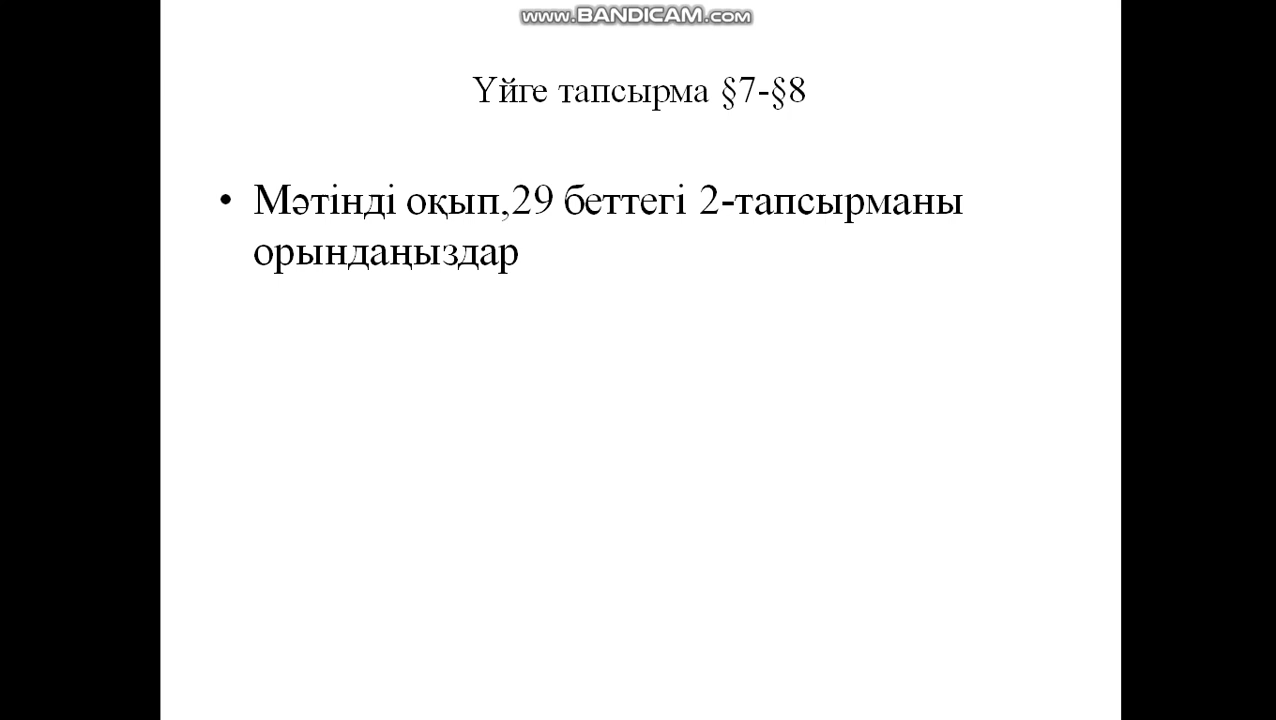 www.BANDICAM.com
Үйге тапсырма §7-§8
• Мәтінді оқып,29 беттегі 2-тапсырманы
орындаңыздар